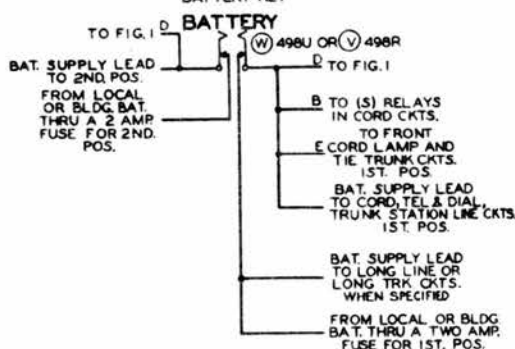 BATTERY
TO FIG. 1 D
W 498U OR V 498R
BAT. SUPPLY LEAD
TO 2ND. POS.
FROM LOCAL
OR BLDG. BAT.
THRU A 2 AMP.
FUSE FOR 2ND.
POS.
D TO FIG. 1
B TO (S) RELAYS
IN CORD CKTS.
TO FRONT
E CORD LAMP AND
TIE TRUNK CKTS.
1ST. POS.
BAT. SUPPLY LEAD
TO CORD, TEL & DIAL,
TRUNK STATION LINE CKTS.
1ST. POS.
BAT. SUPPLY LEAD
TO LONG LINE OR
LONG TRK CKTS.
WHEN SPECIFIED
FROM LOCAL OR BLDG
BAT. THRU A TWO AMP.
FUSE FOR 1ST. POS.